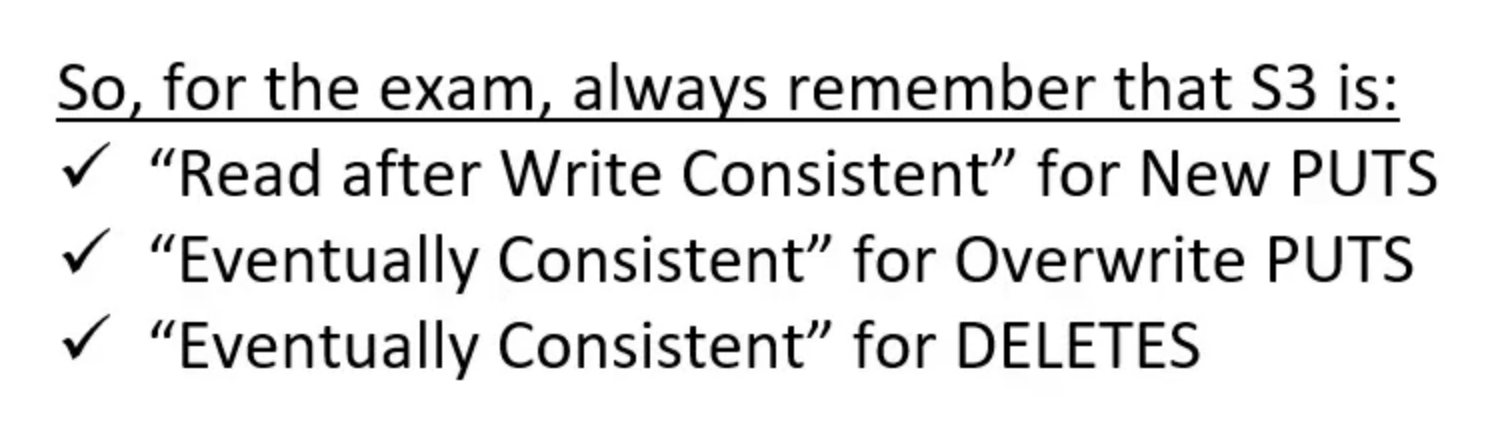 So, for the exam, always remember that S3 is:
✓ “Read after Write Consistent” for New PUTS
✓ “Eventually Consistent” for Overwrite PUTS
✓ “Eventually Consistent” for DELETES